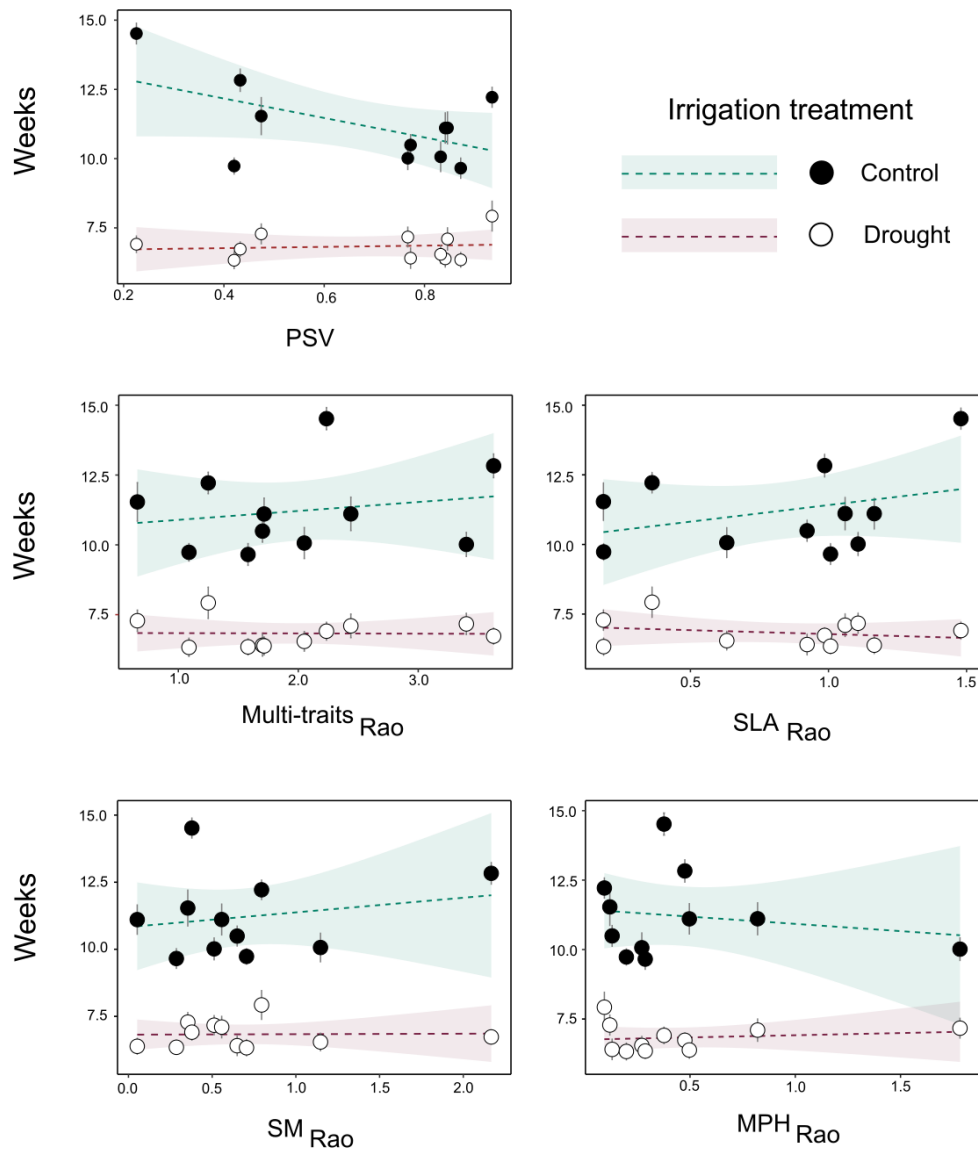 15.0
12.5
10.0
7.5
Weeks
0.2 0.4 0.6 0.8
PSV
Irrigation treatment
Control
Drought
15.0
12.5
10.0
7.5
Weeks
1.0 2.0 3.0
Multi-traits Rao
15.0
12.5
10.0
7.5
0.5 1.0 1.5
SLA Rao
15.0
12.5
10.0
7.5
Weeks
0.0 0.5 1.0 1.5 2.0
SM Rao
15.0
12.5
10.0
7.5
0.5 1.0 1.5
MPH Rao